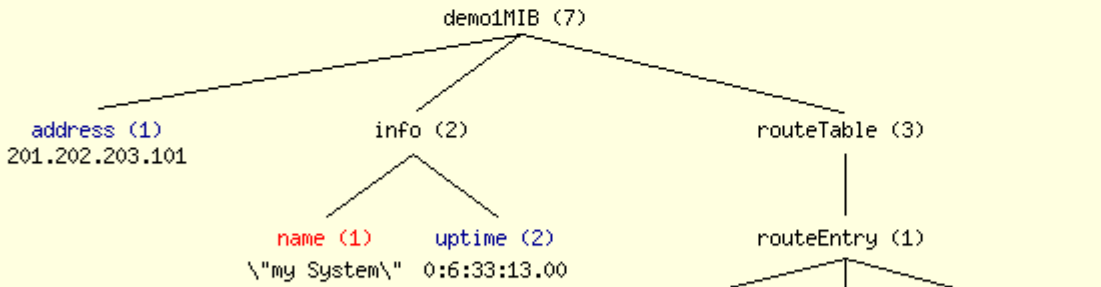 demo1MIB (7)
address (1) info (2) routeTable (3)
201.202.203.101
name (1) uptime (2) routeEntry (1)
\"my System\" 0:6:33:13.00